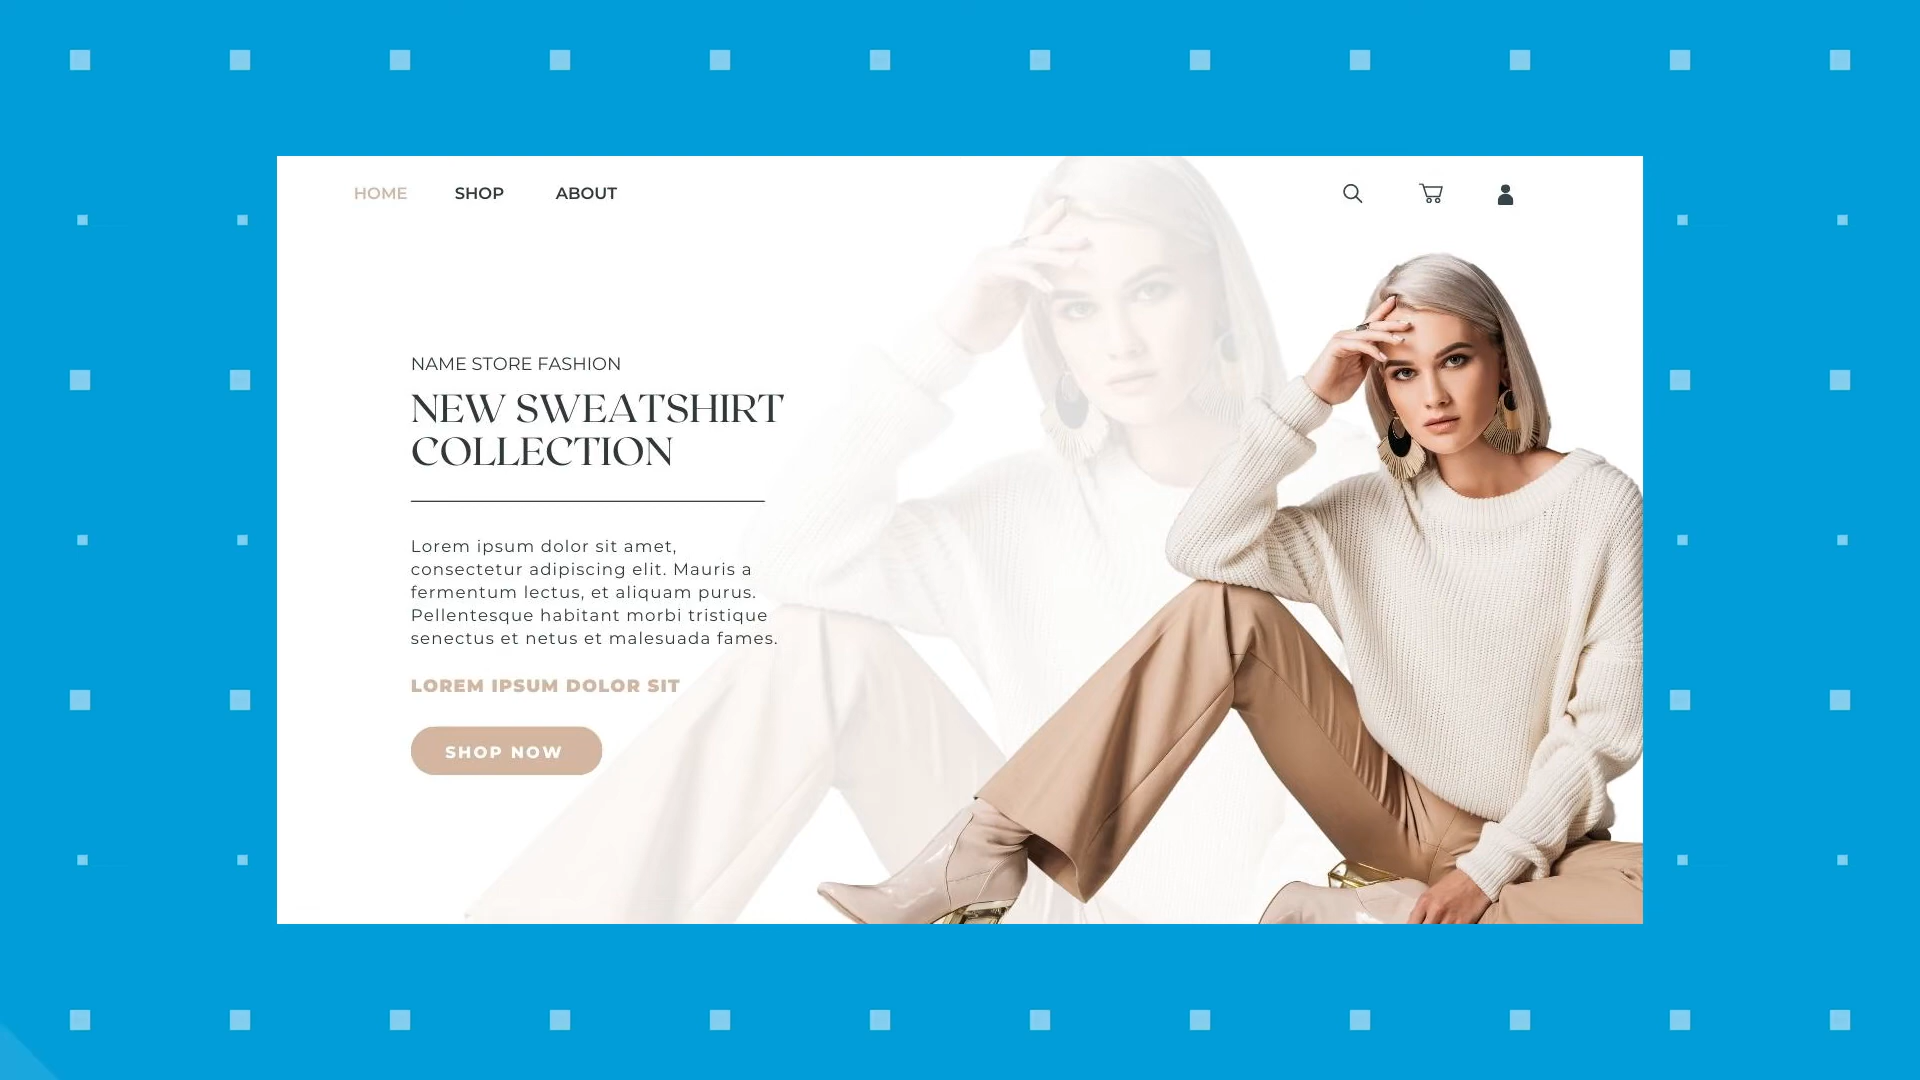 HOME SHOP ABOUT
NAME STORE FASHION
NEW SWEATSHIRT
COLLECTION
Lorem ipsum dolor sit amet,
consectetur adipiscing elit. Mauris a
fermentum lectus, et aliquam purus.
Pellentesque habitant morbi tristique
senectus et netus et malesuada fames.
LOREM IPSUM DOLOR SIT
SHOP NOW